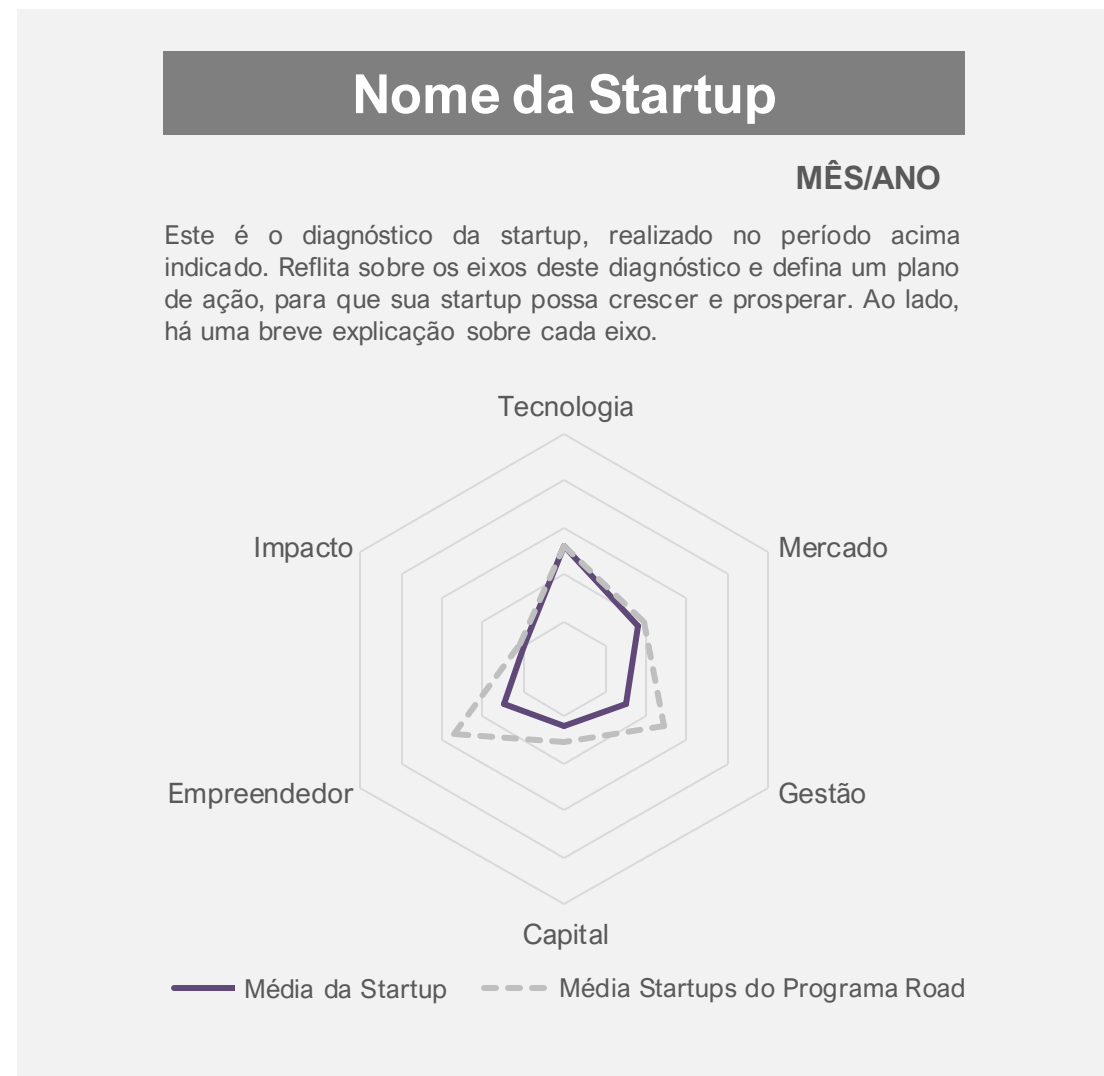 Nome da Startup
MÊS/ANO
Este é o diagnóstico da startup, realizado no período acima
indicado. Reflita sobre os eixos deste diagnóstico e defina um plano
de ação, para que sua startup possa crescer e prosperar. Ao lado,
há uma breve explicação sobre cada eixo.
Tecnologia
Impacto
Mercado
Empreendedor
Gestão
Capital
Média da Startup
Média Startups do Programa Road